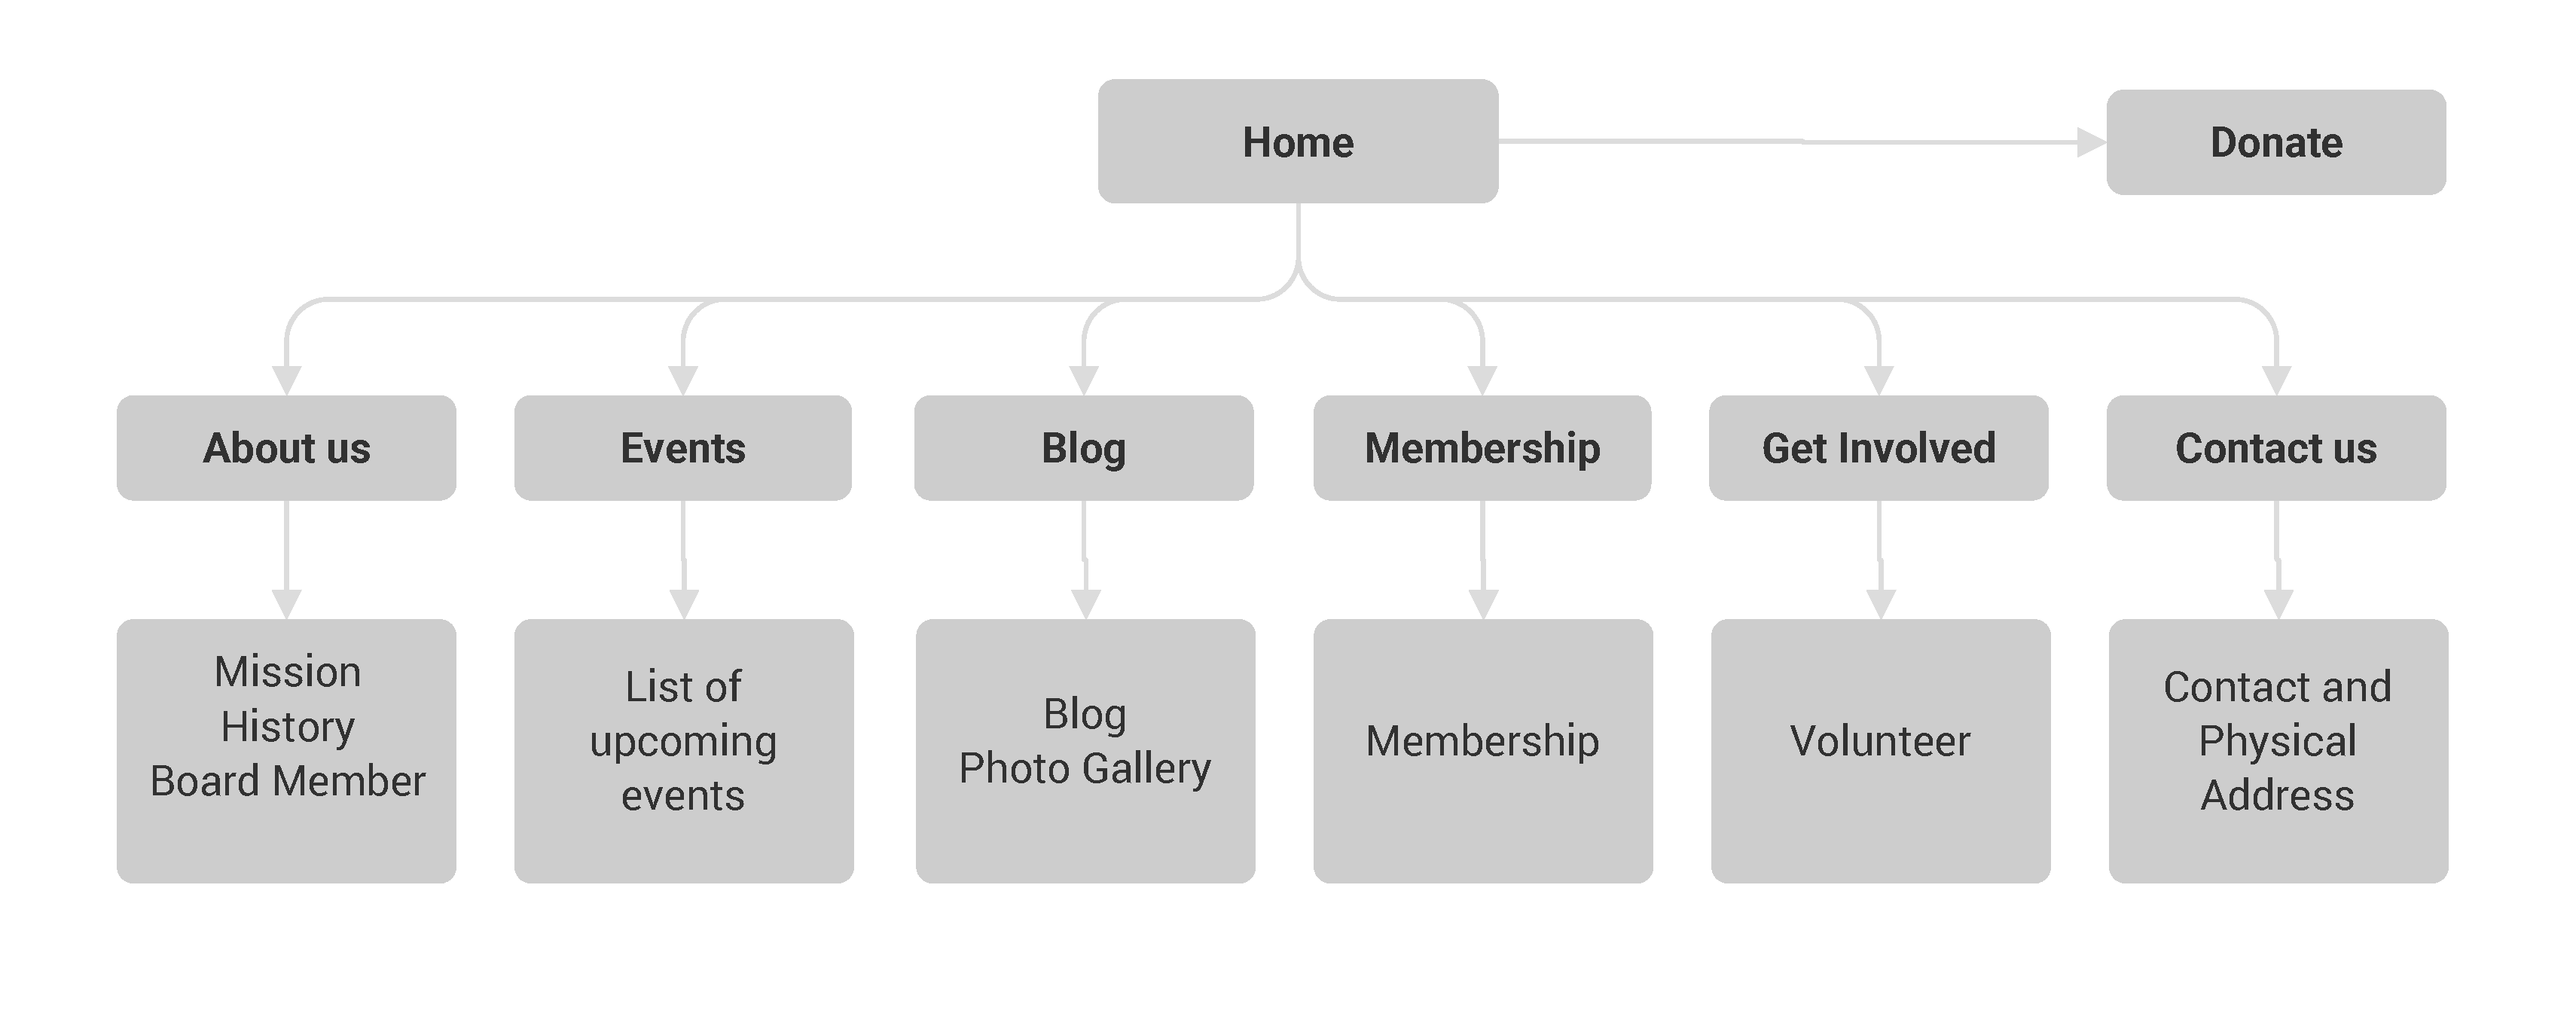 Home
Donate
About us
Events
Blog
Membership
Get Involved
Contact us
Mission
History
Board Member
List of
upcoming
events
Blog
Photo Gallery
Membership
Volunteer
Contact and
Physical
Address